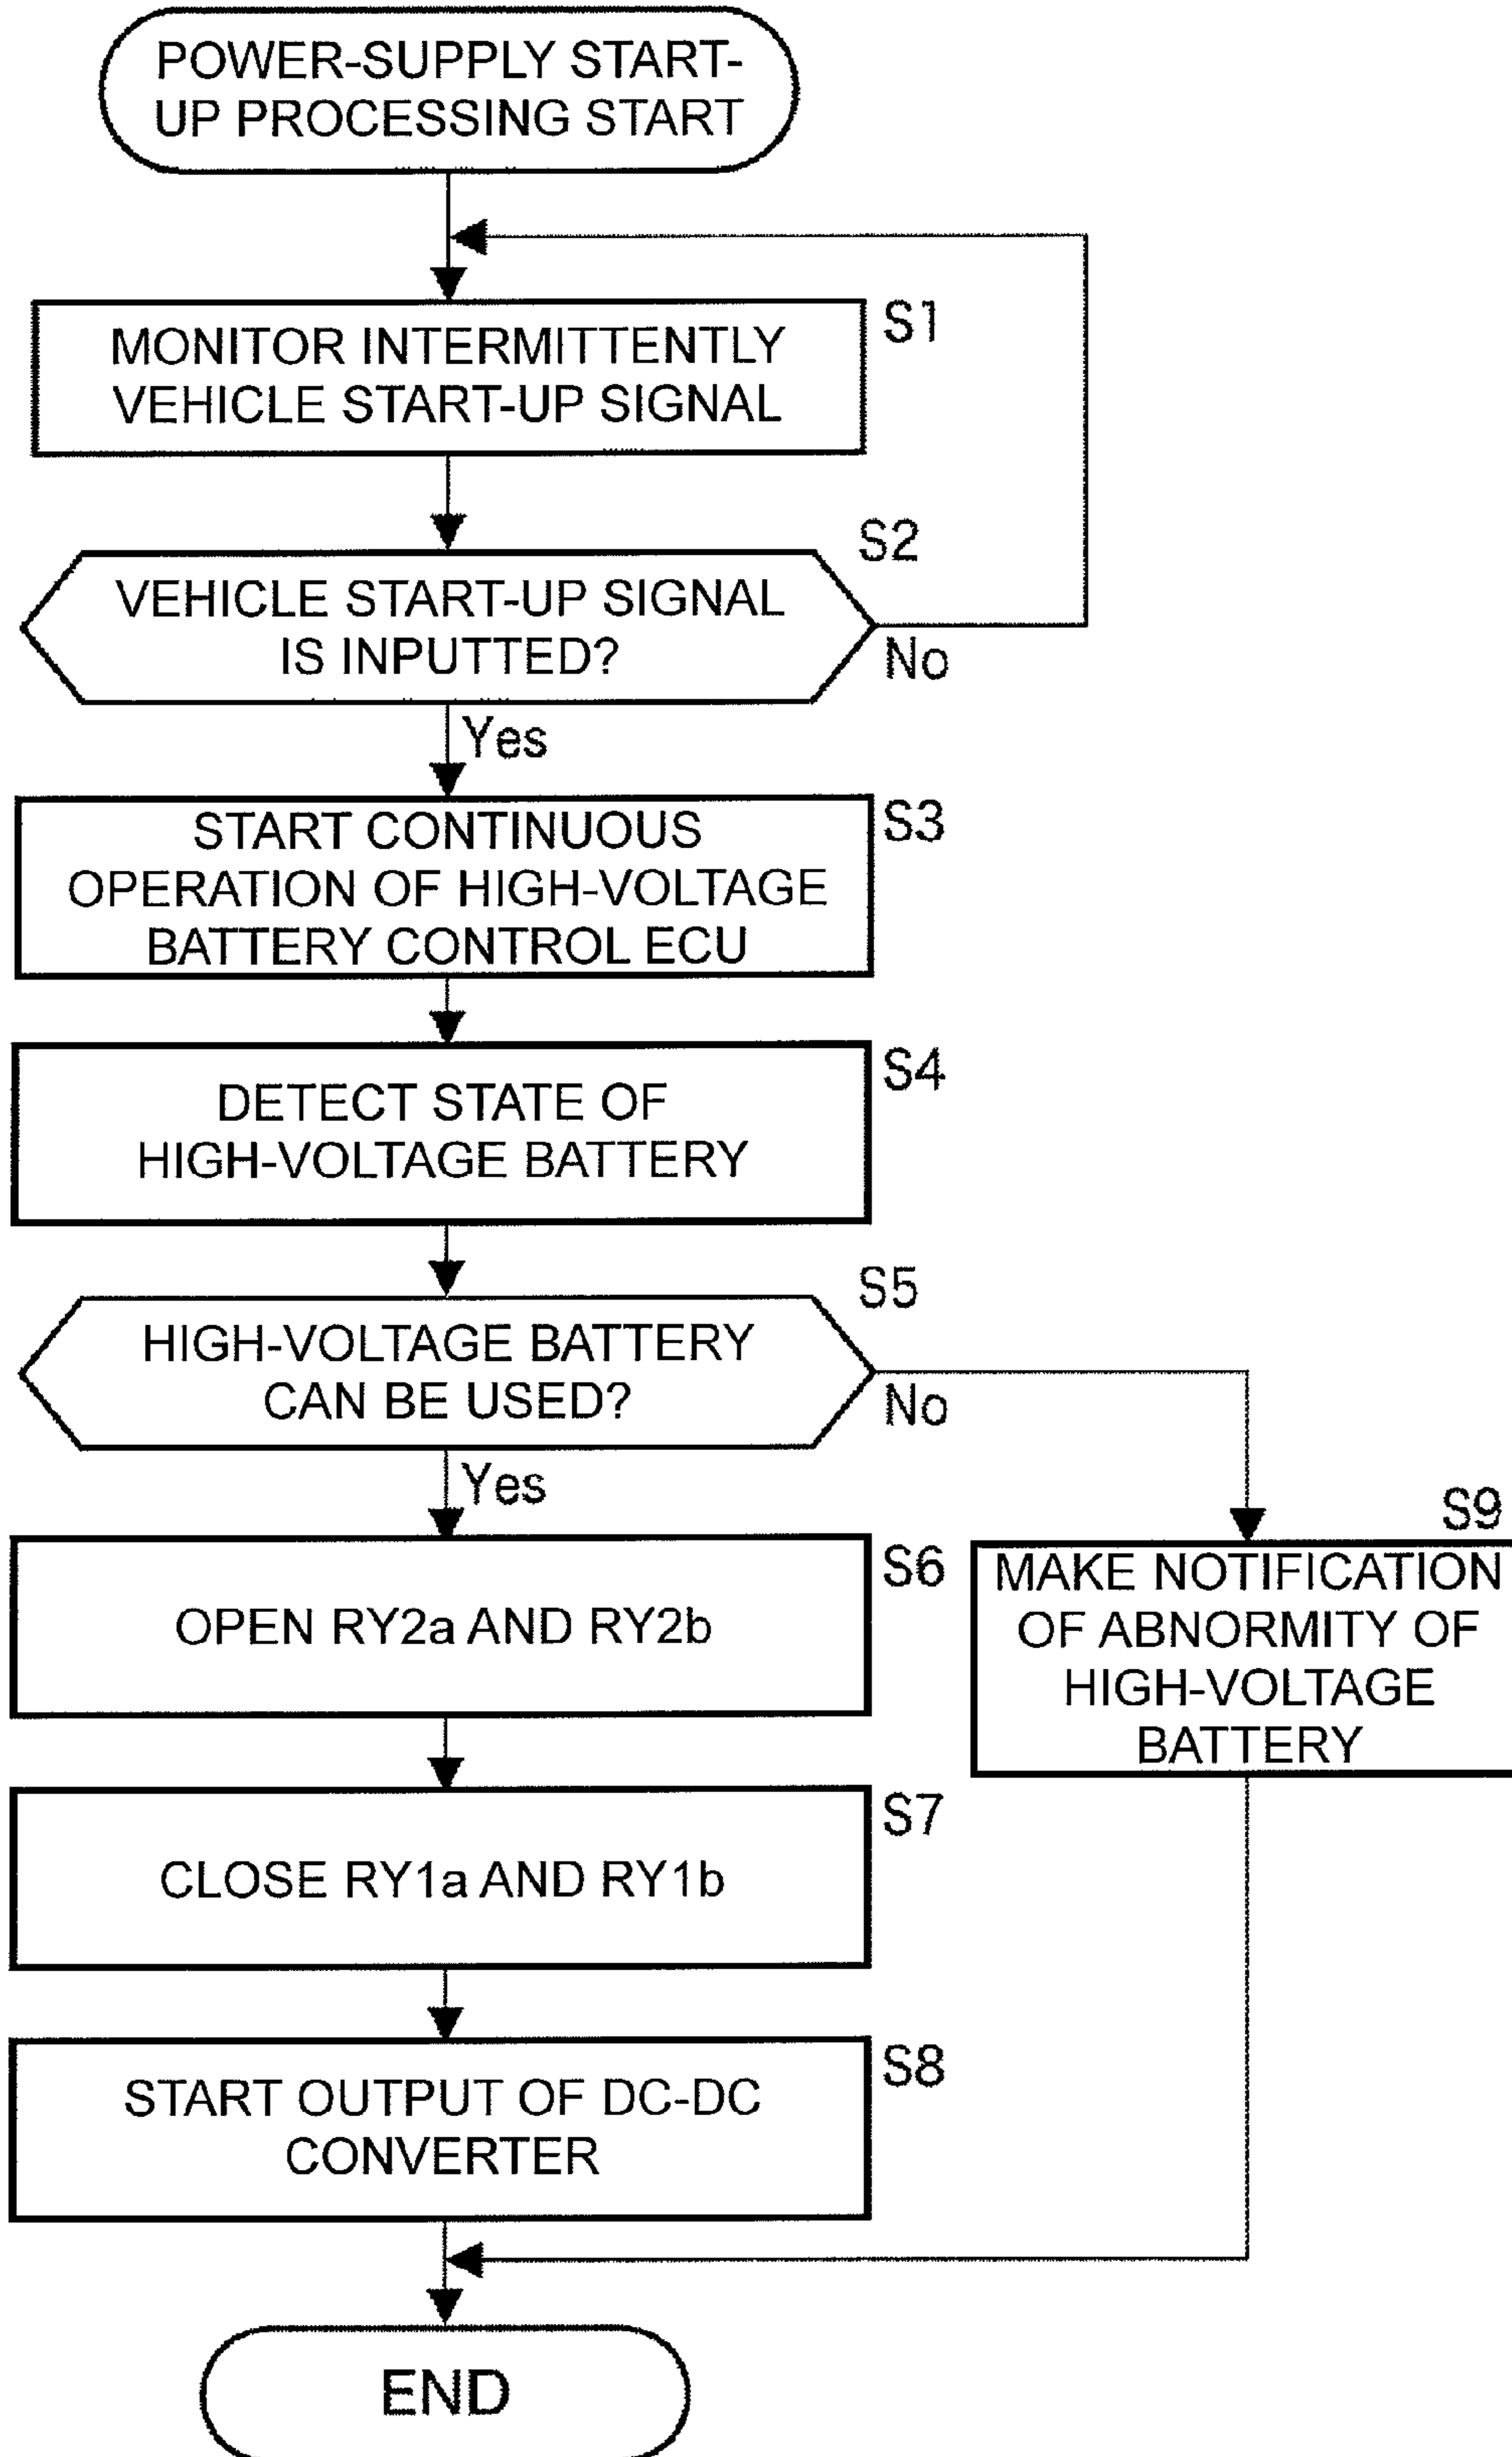 POWER-SUPPLY START-
UP PROCESSING START
S1
MONITOR INTERMITTENTLY
VEHICLE START-UP SIGNAL
S2
VEHICLE START-UP SIGNAL
IS INPUTTED?
No
Yes
S3
START CONTINUOUS
OPERATION OF HIGH-VOLTAGE
BATTERY CONTROL ECU
S4
DETECT STATE OF
HIGH-VOLTAGE BATTERY
S5
HIGH-VOLTAGE BATTERY
CAN BE USED?
No
Yes
S6
OPEN RY2a AND RY2b
S9
MAKE NOTIFICATION
OF ABNORMITY OF
HIGH-VOLTAGE
BATTERY
S7
CLOSE RY1a AND RY1b
S8
START OUTPUT OF DC-DC
CONVERTER
END